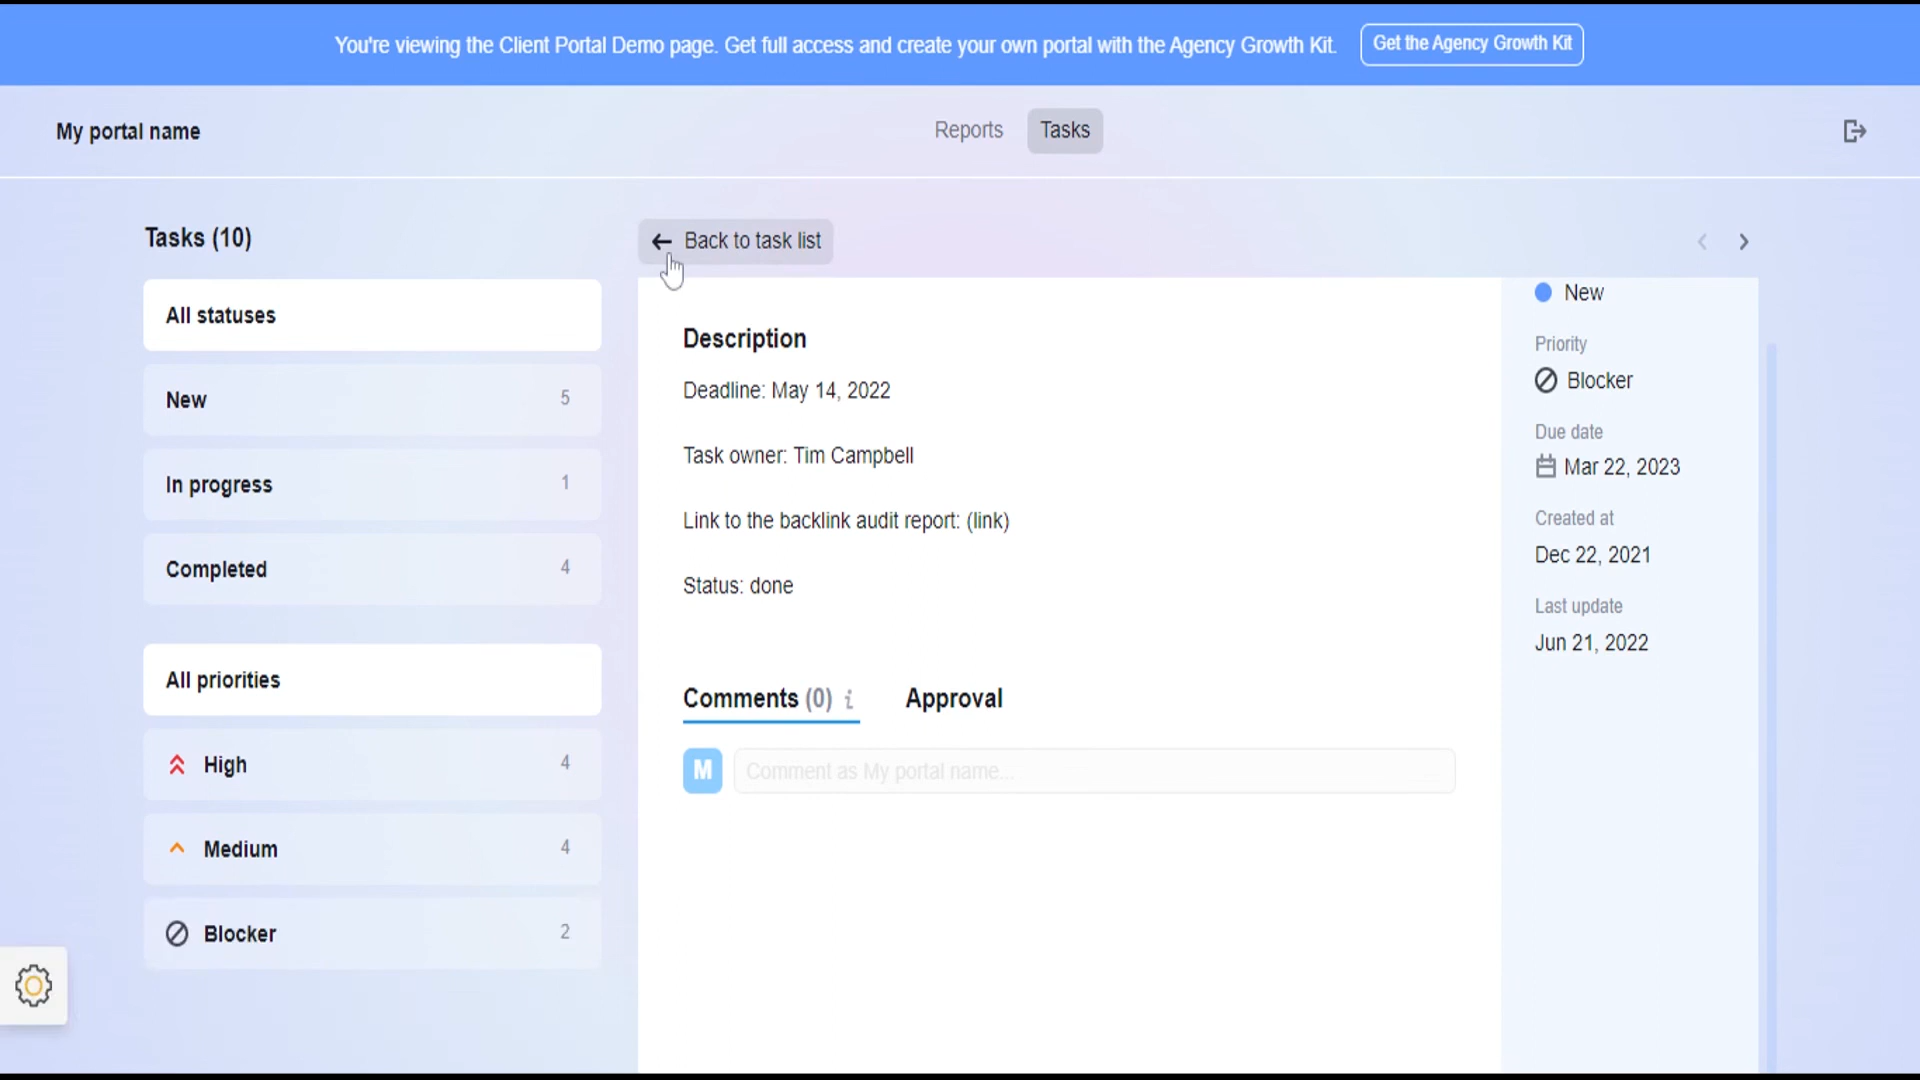 You're viewing the Client Portal Demo page. Get full access and create your own portal with the Agency Growth Kit.
Get the Agency Growth Kit
My portal name
Reports
Tasks
Tasks (10)
All statuses
New 5
In progress 1
Completed 4
All priorities
High 4
Medium 4
Blocker 2
Back to task list
Description
Deadline: May 14, 2022
Task owner: Tim Campbell
Link to the backlink audit report: (link)
Status: done
Comments (0) i
Approval
M
Comment as My portal name...
New
Priority
Blocker
Due date
Mar 22, 2023
Created at
Dec 22, 2021
Last update
Jun 21, 2022